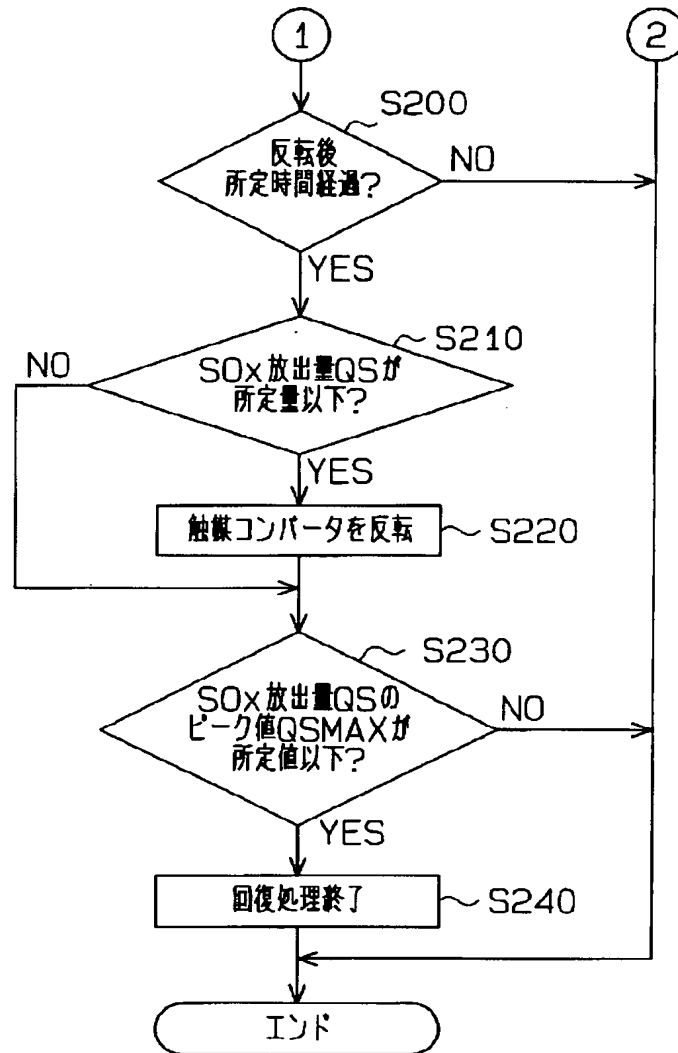 1
2
S200
反転後
所定時間経過?
NO
YES
S210
NO
SOx放出量QSが
所定量以下?
YES
触媒コンバータを反転
S220
S230
SOx放出量QSの
ピーク値QSMAXが
所定値以下?
NO
YES
回復処理終了
S240
エンド